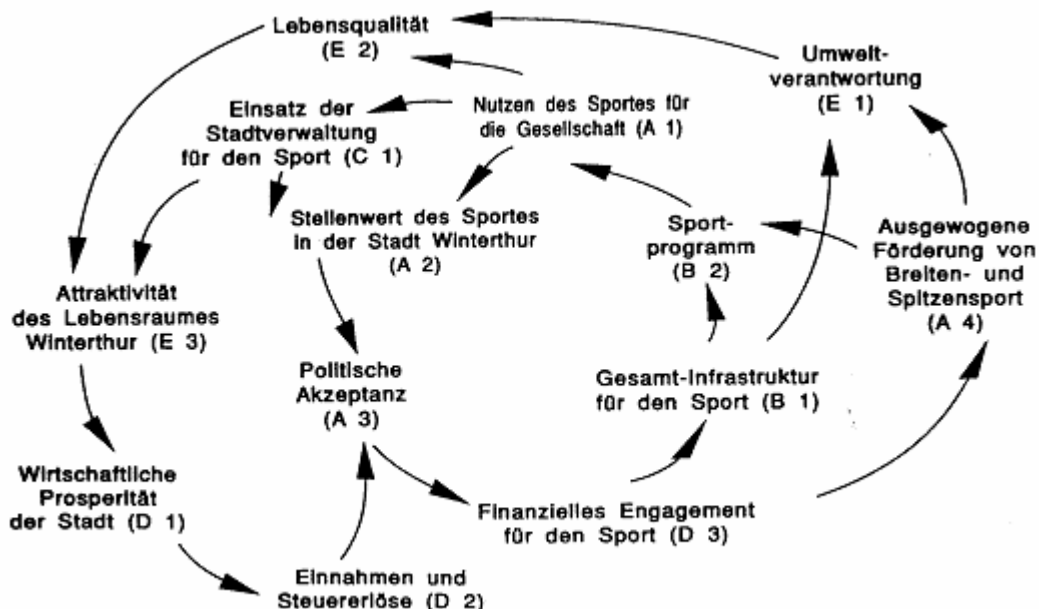 Lebensqualität
(E 2)
Umwelt-
verantwortung
(E 1)
Einsatz der
Stadtverwaltung
für den Sport (C 1)
Nutzen des Sportes für
die Gesellschaft (A 1)
Stellenwert des Sportes
in der Stadt Winterthur
(A 2)
Sport-
programm
(B 2)
Ausgewogene
Förderung von
Breiten- und
Spitzensport
(A 4)
Attraktivität
des Lebensraumes
Winterthur (E 3)
Politische
Akzeptanz
(A 3)
Gesamt-Infrastruktur
für den Sport (B 1)
Wirtschaftliche
Prosperität
der Stadt (D 1)
Finanzielles Engagement
für den Sport (D 3)
Einnahmen und
Steuererlöse (D 2)